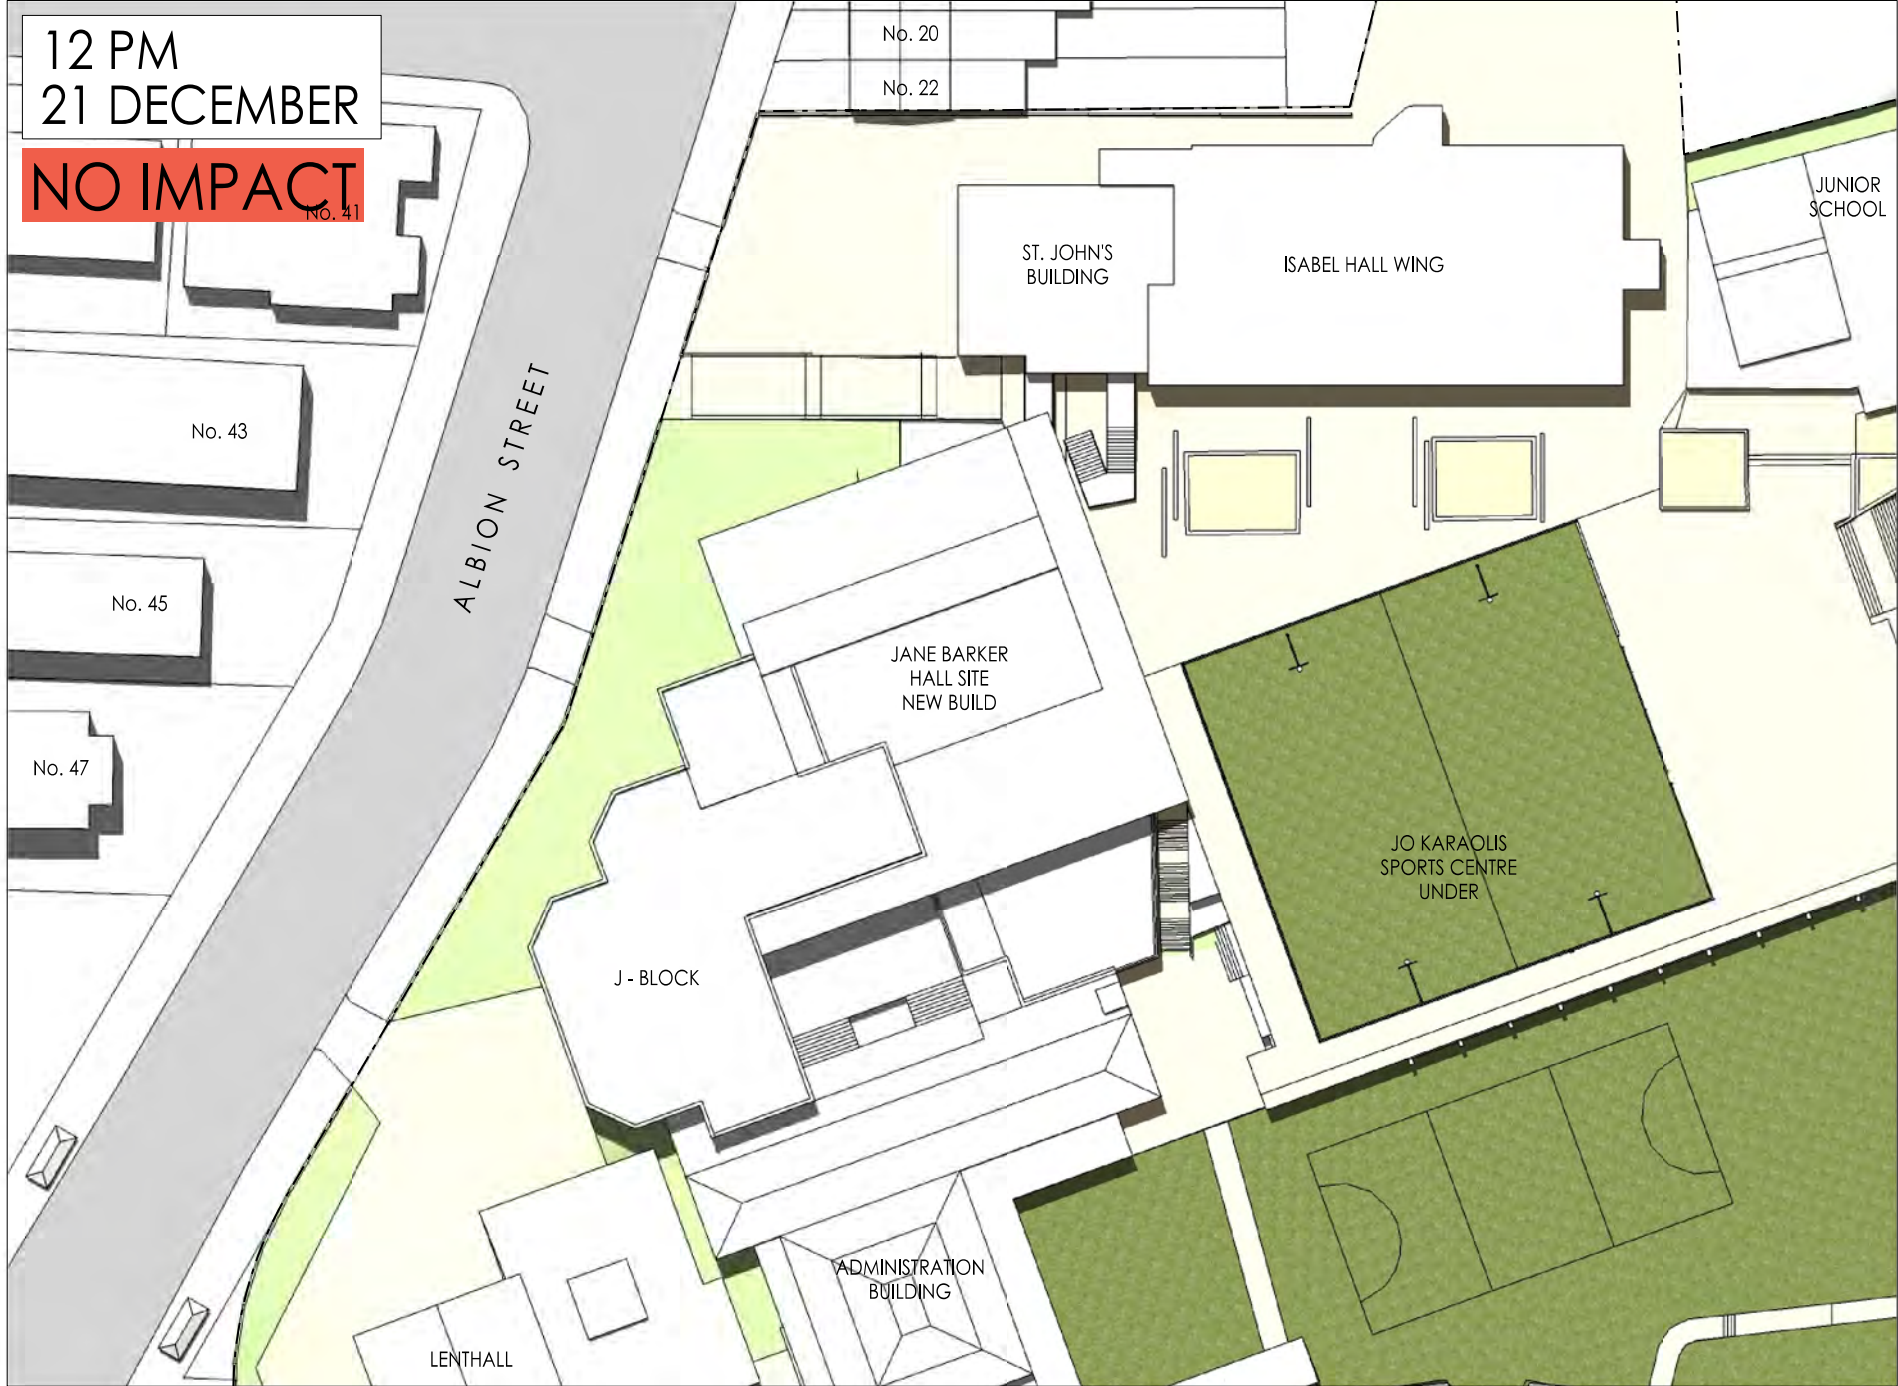 12 PM
21 DECEMBER
NO IMPACT
No. 41
No. 20
No. 22
JUNIOR
SCHOOL
ST. JOHN'S
BUILDING
ISABEL HALL WING
No. 43
ALBION STREET
No. 45
JANE BARKER
HALL SITE
NEW BUILD
No. 47
JO KARAOLIS
SPORTS CENTRE
UNDER
J - BLOCK
ADMINISTRATION
BUILDING
LENTHALL